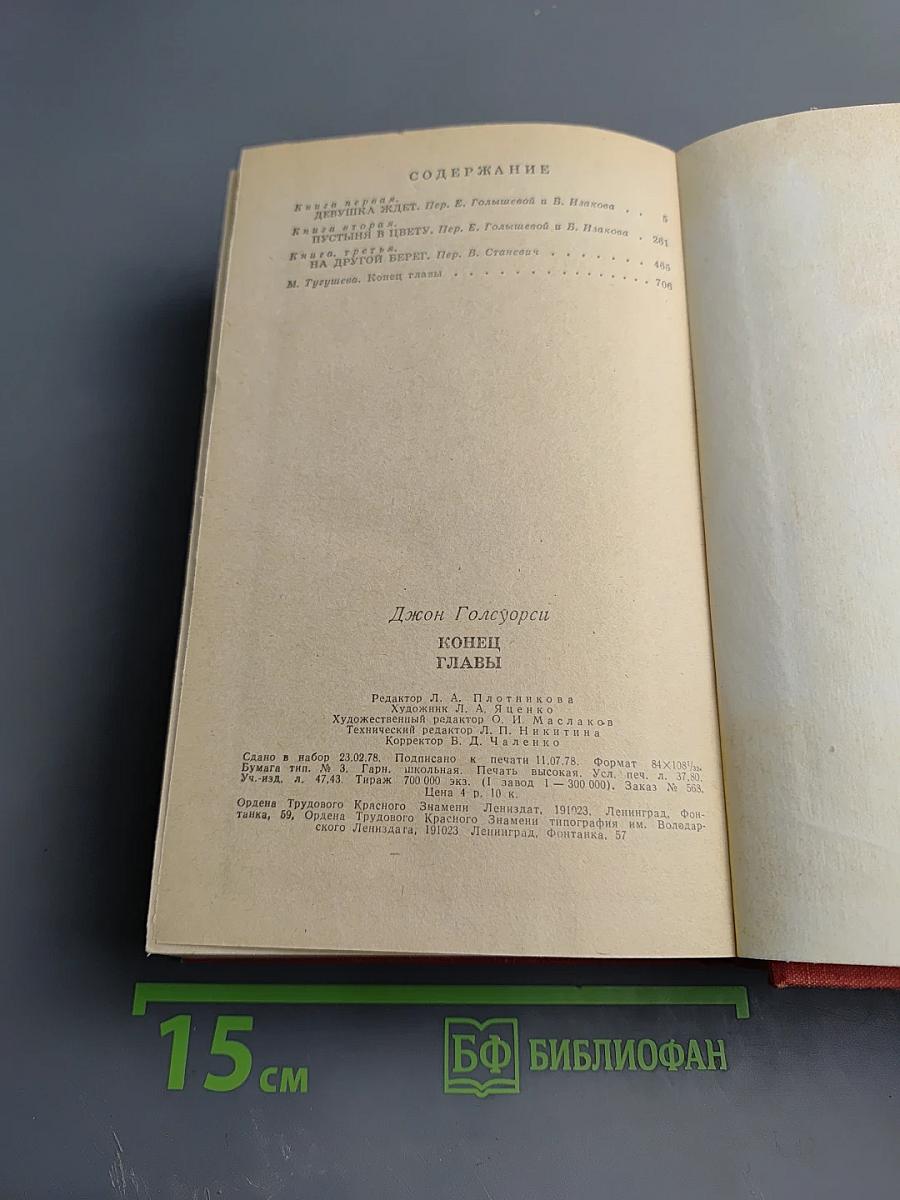 СОДЕРЖАНИЕ
Книга первая.
ДЕВУШКА ЖДЕТ. Пер. Е. Голышевой и Б. Изакова . . 5
Книга вторая.
ПУСТЫНЯ В ЦВЕТУ. Пер. Е. Голышевой и Б. Изакова . 261
Книга. третья.
НА ДРУГОЙ БЕРЕГ. Пер. В. Станевич . . . . . . . 465
М. Тугушева. Конец главы . . . . . . . . . . . . . . . 706
Джон Голсуорси
КОНЕЦ
ГЛАВЫ
Редактор Л. А. Плотникова
Художник Л. А. Яценко
Художественный редактор О. И. Маслаков
Технический редактор Л. П. Никитина
Корректор В. Д. Чаленко
Сдано в набор 23.02.78. Подписано к печати 11.07.78. Формат 84×108¹/₃₂.
Бумага тип. № 3. Гарн. школьная. Печать высокая. Усл. печ. л. 37,80.
Уч.-изд. л. 47,43. Тираж 700 000 экз. (1 завод 1 — 300 000). Заказ № 563.
Цена 4 р. 10 к.
Ордена Трудового Красного Знамени Лениздат, 191023, Ленинград, Фон-
танка, 59. Ордена Трудового Красного Знамени типография им. Володар-
ского Лениздата, 191023 Ленинград, Фонтанка, 57
15 см
БФ БИБЛИОФАН